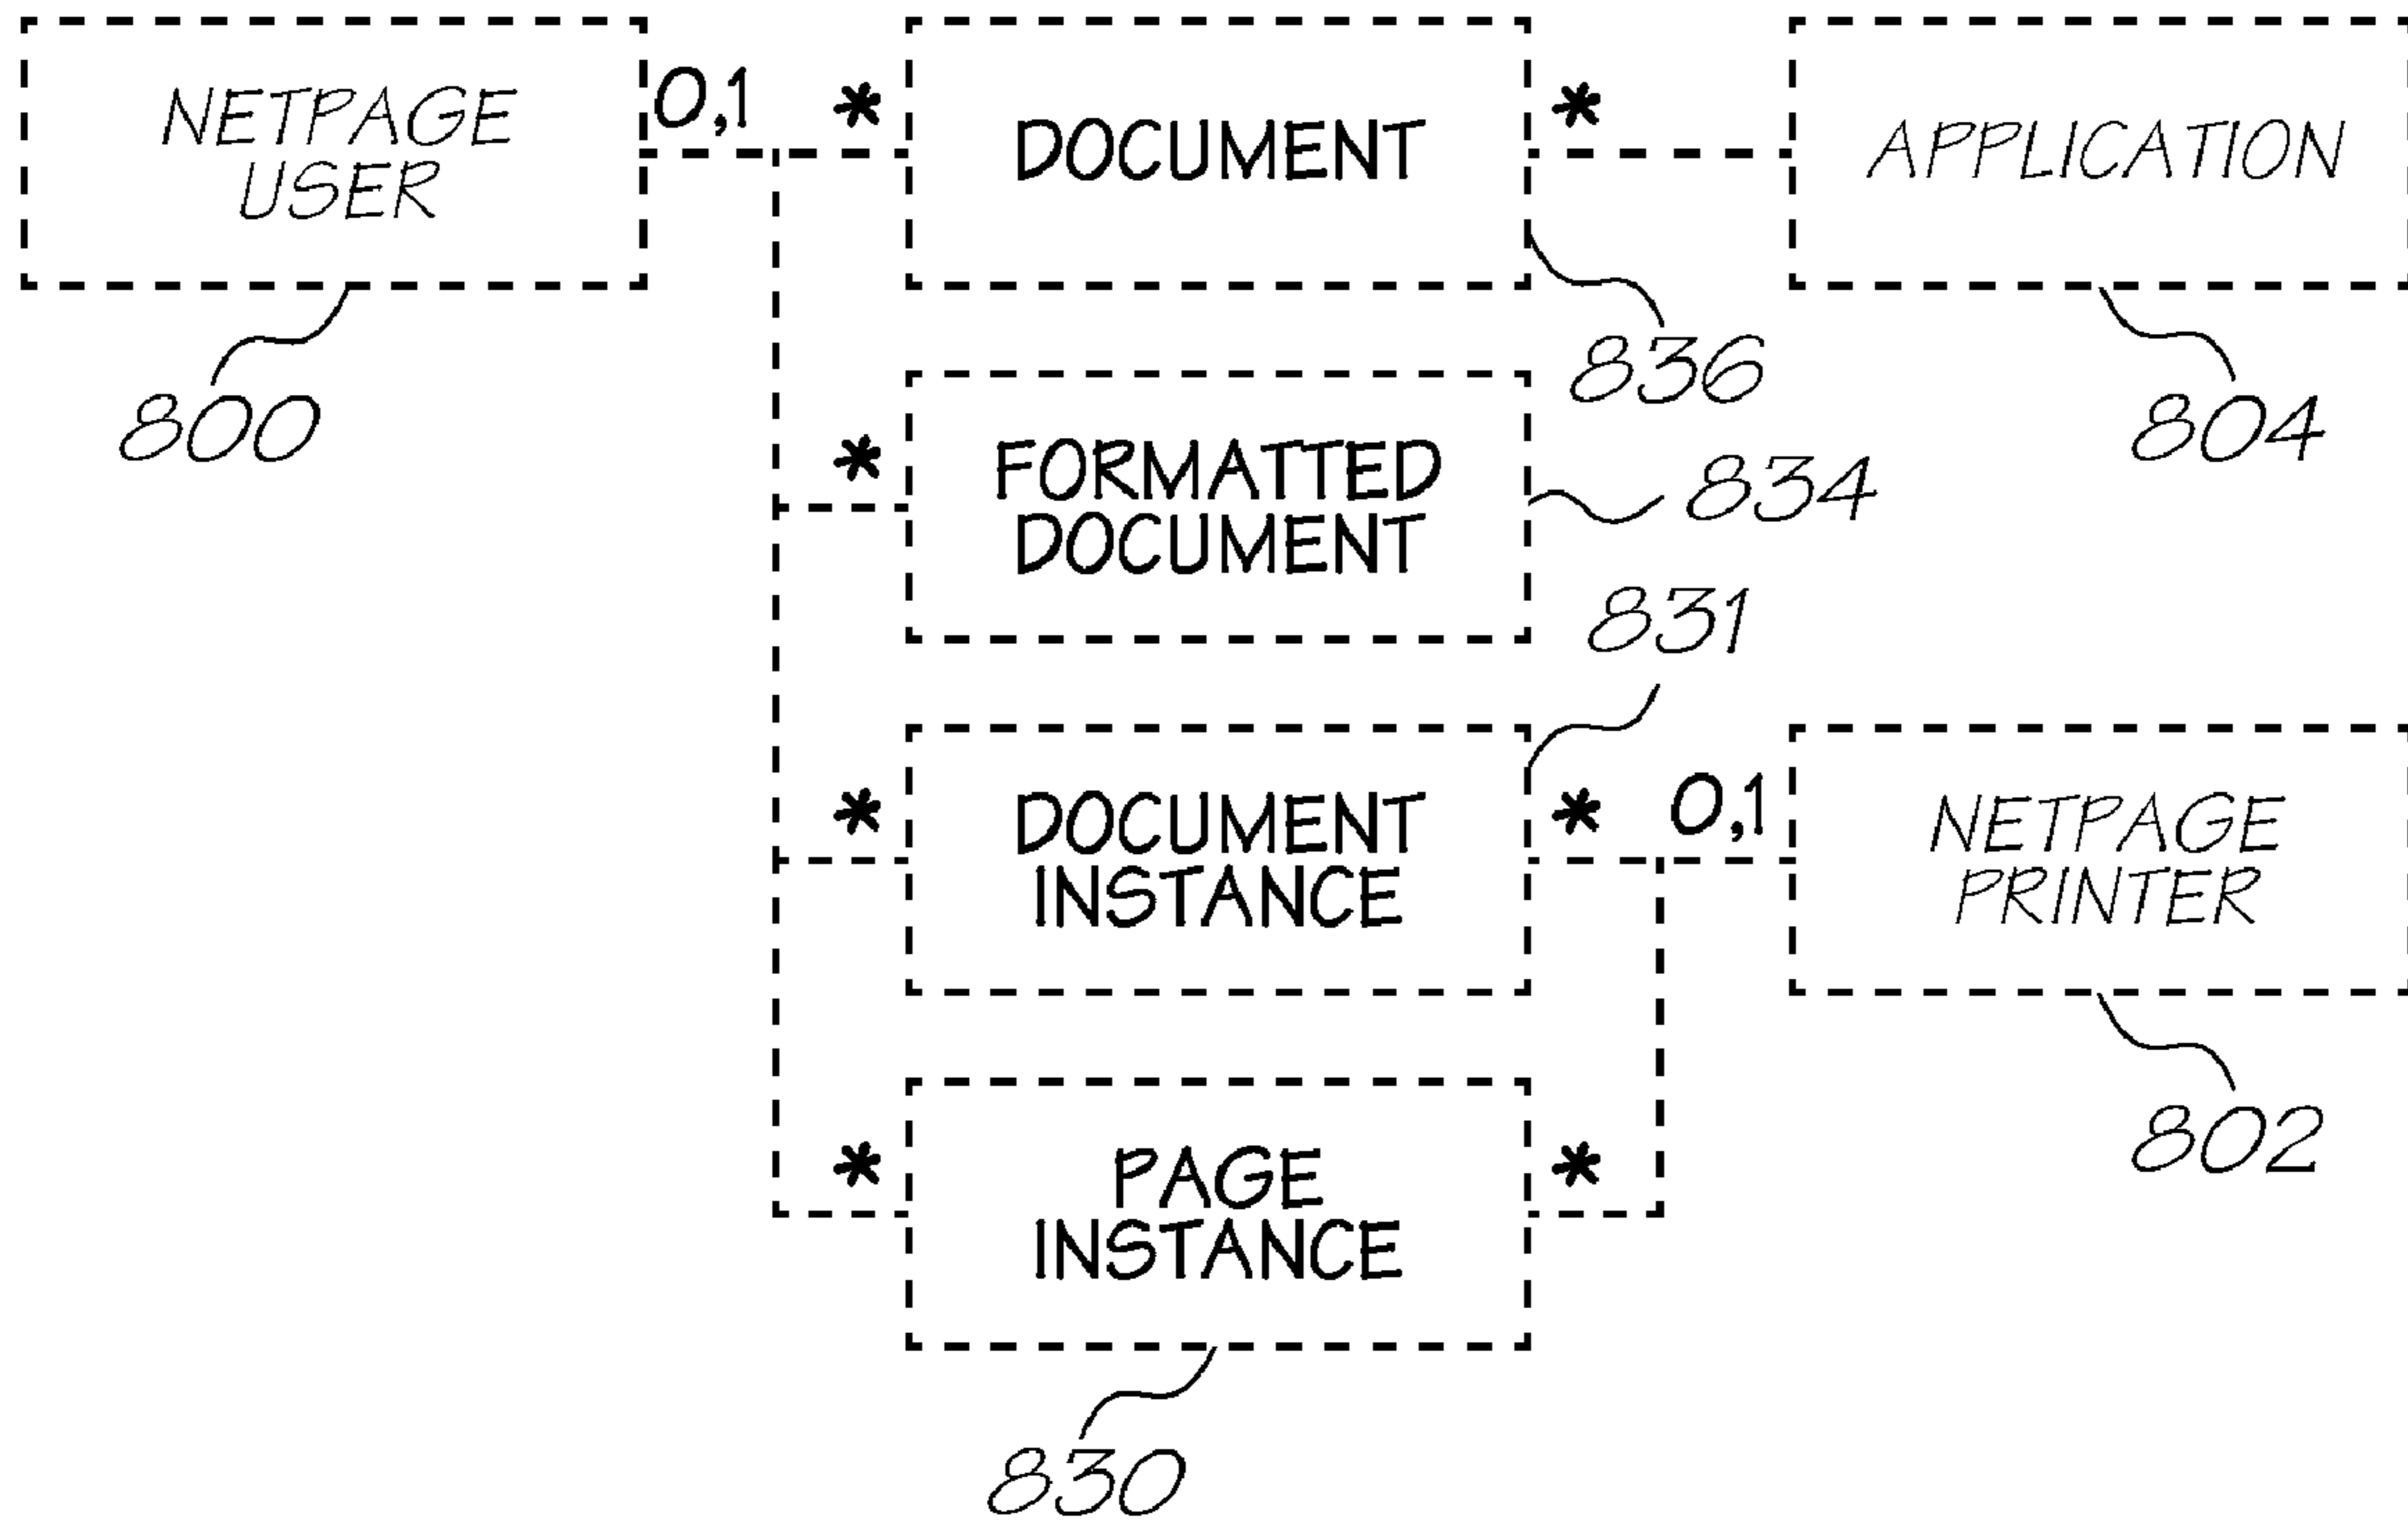 NETPAGE
USER
0,1
*
DOCUMENT
*
APPLICATION
800
836
804
*
FORMATTED
DOCUMENT
834
831
*
DOCUMENT
INSTANCE
*
0,1
NETPAGE
PRINTER
802
*
PAGE
INSTANCE
*
830